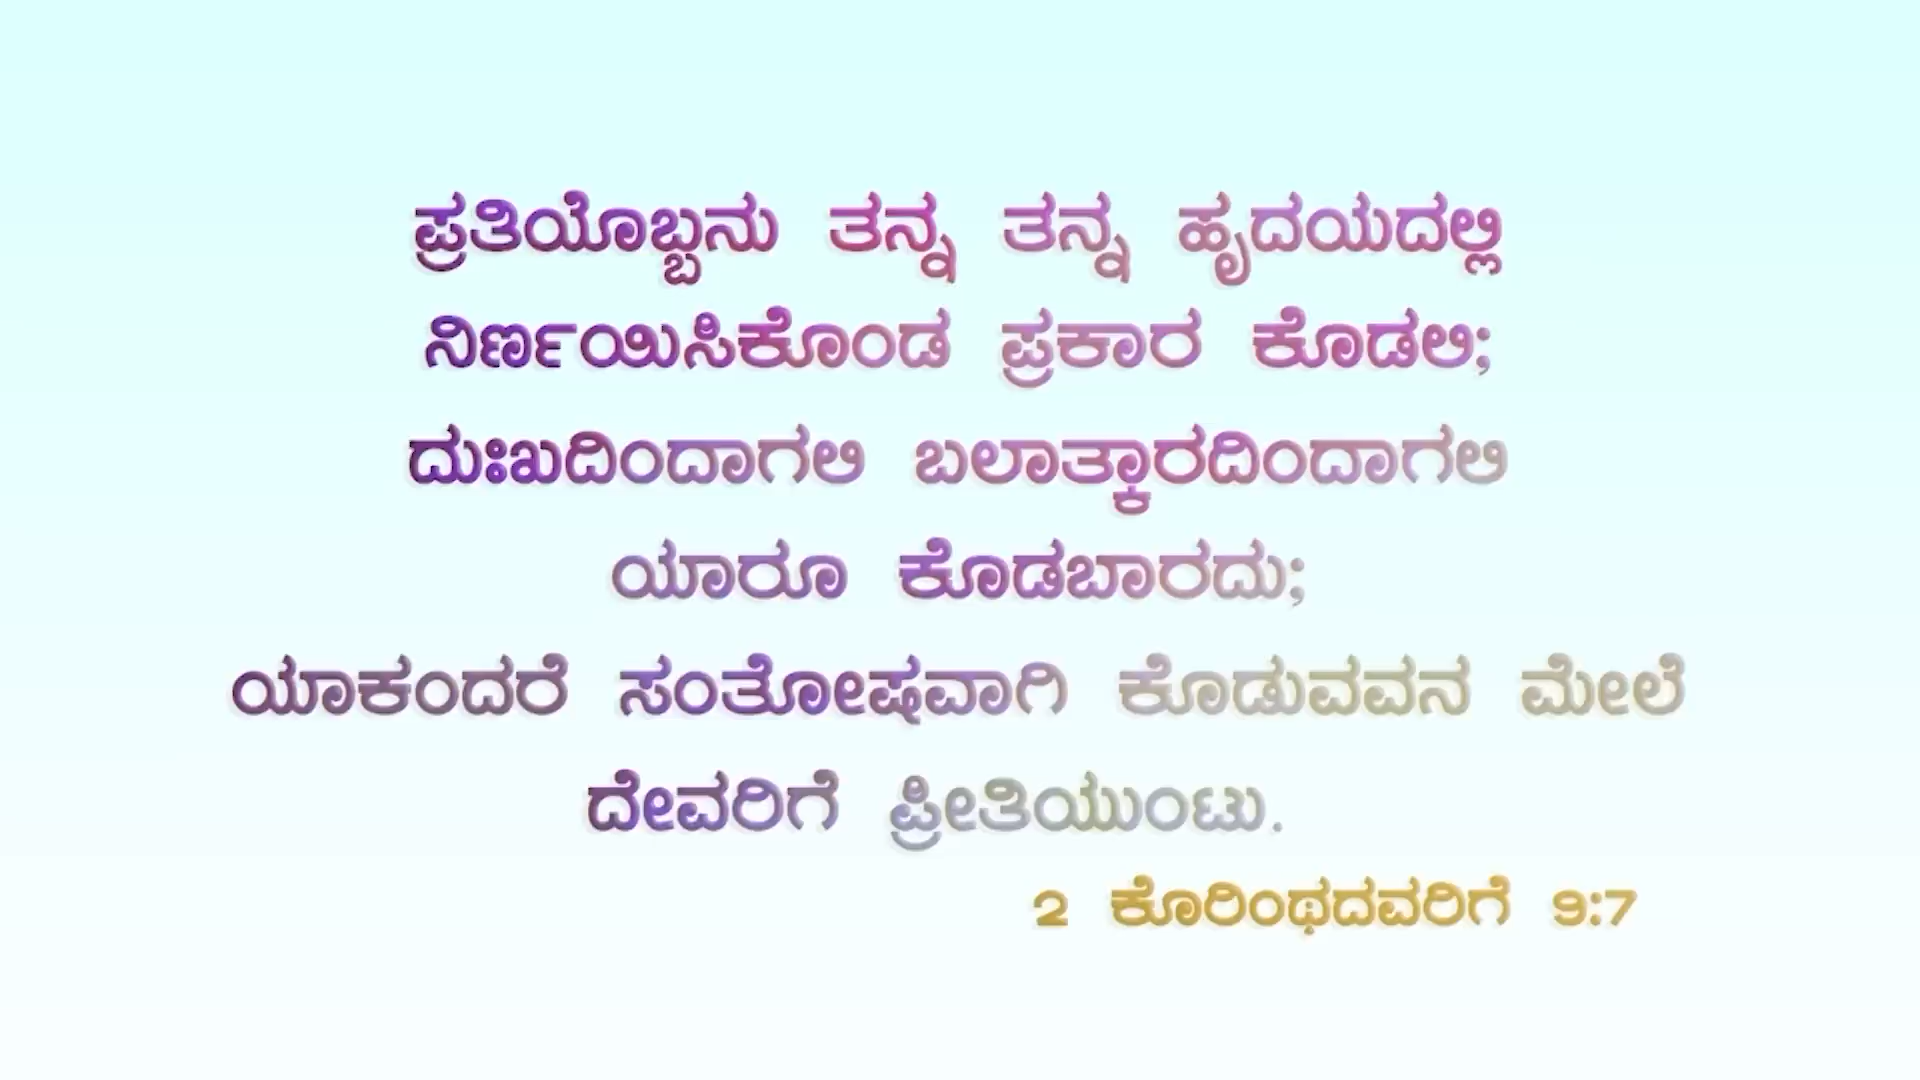 ಪ್ರತಿಯೊಬ್ಬನು ತನ್ನ ತನ್ನ ಹೃದಯದಲ್ಲಿ
ನಿರ್ಣಯಿಸಿಕೊಂಡ ಪ್ರಕಾರ ಕೊಡಲಿ;
ದುಃಖದಿಂದಾಗಲಿ ಬಲಾತ್ಕಾರದಿಂದಾಗಲಿ
ಯಾರೂ ಕೊಡಬಾರದು;
ಯಾಕಂದರೆ ಸಂತೋಷವಾಗಿ ಕೊಡುವವನ ಮೇಲೆ
ದೇವರಿಗೆ ಪ್ರೀತಿಯುಂಟು.
2 ಕೊರಿಂಥದವರಿಗೆ 9:7